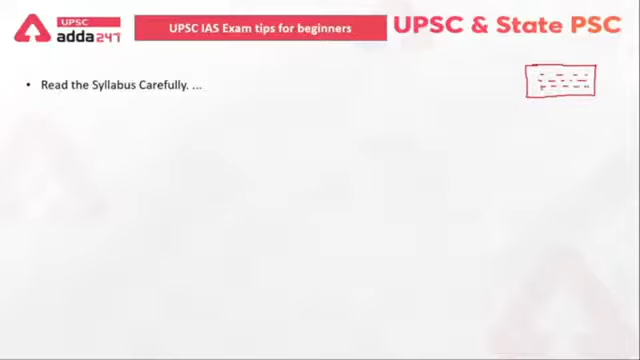 UPSC
adda247
UPSC IAS Exam tips for beginners
UPSC & State PSC
• Read the Syllabus Carefully. ...